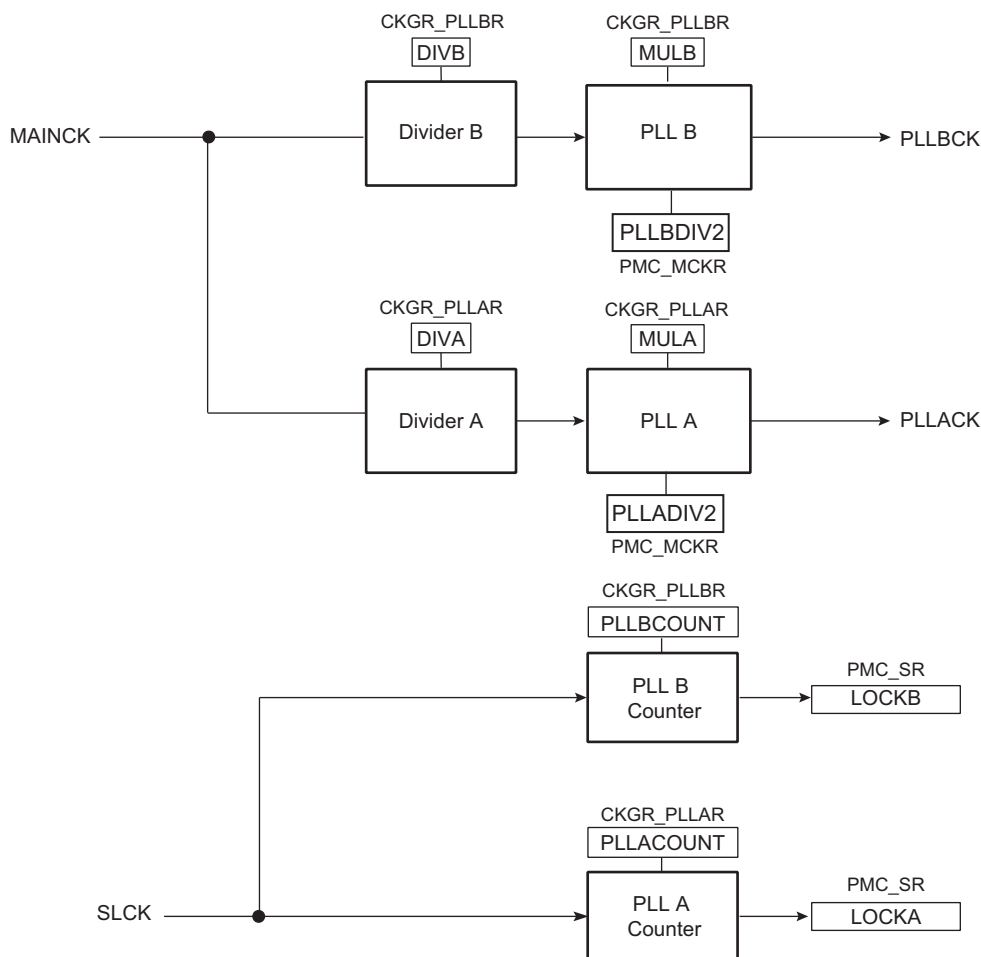 CKGR_PLLBR
DIVB
CKGR_PLLBR
MULB
MAINCK
Divider B
PLL B
PLLBCK
PLLBDIV2
PMC_MCKR
CKGR_PLLAR
DIVA
CKGR_PLLAR
MULA
Divider A
PLL A
PLLACK
PLLADIV2
PMC_MCKR
CKGR_PLLBR
PLLBCOUNT
PLL B
Counter
PMC_SR
LOCKB
CKGR_PLLAR
PLLACOUNT
SLCK
PLL A
Counter
PMC_SR
LOCKA